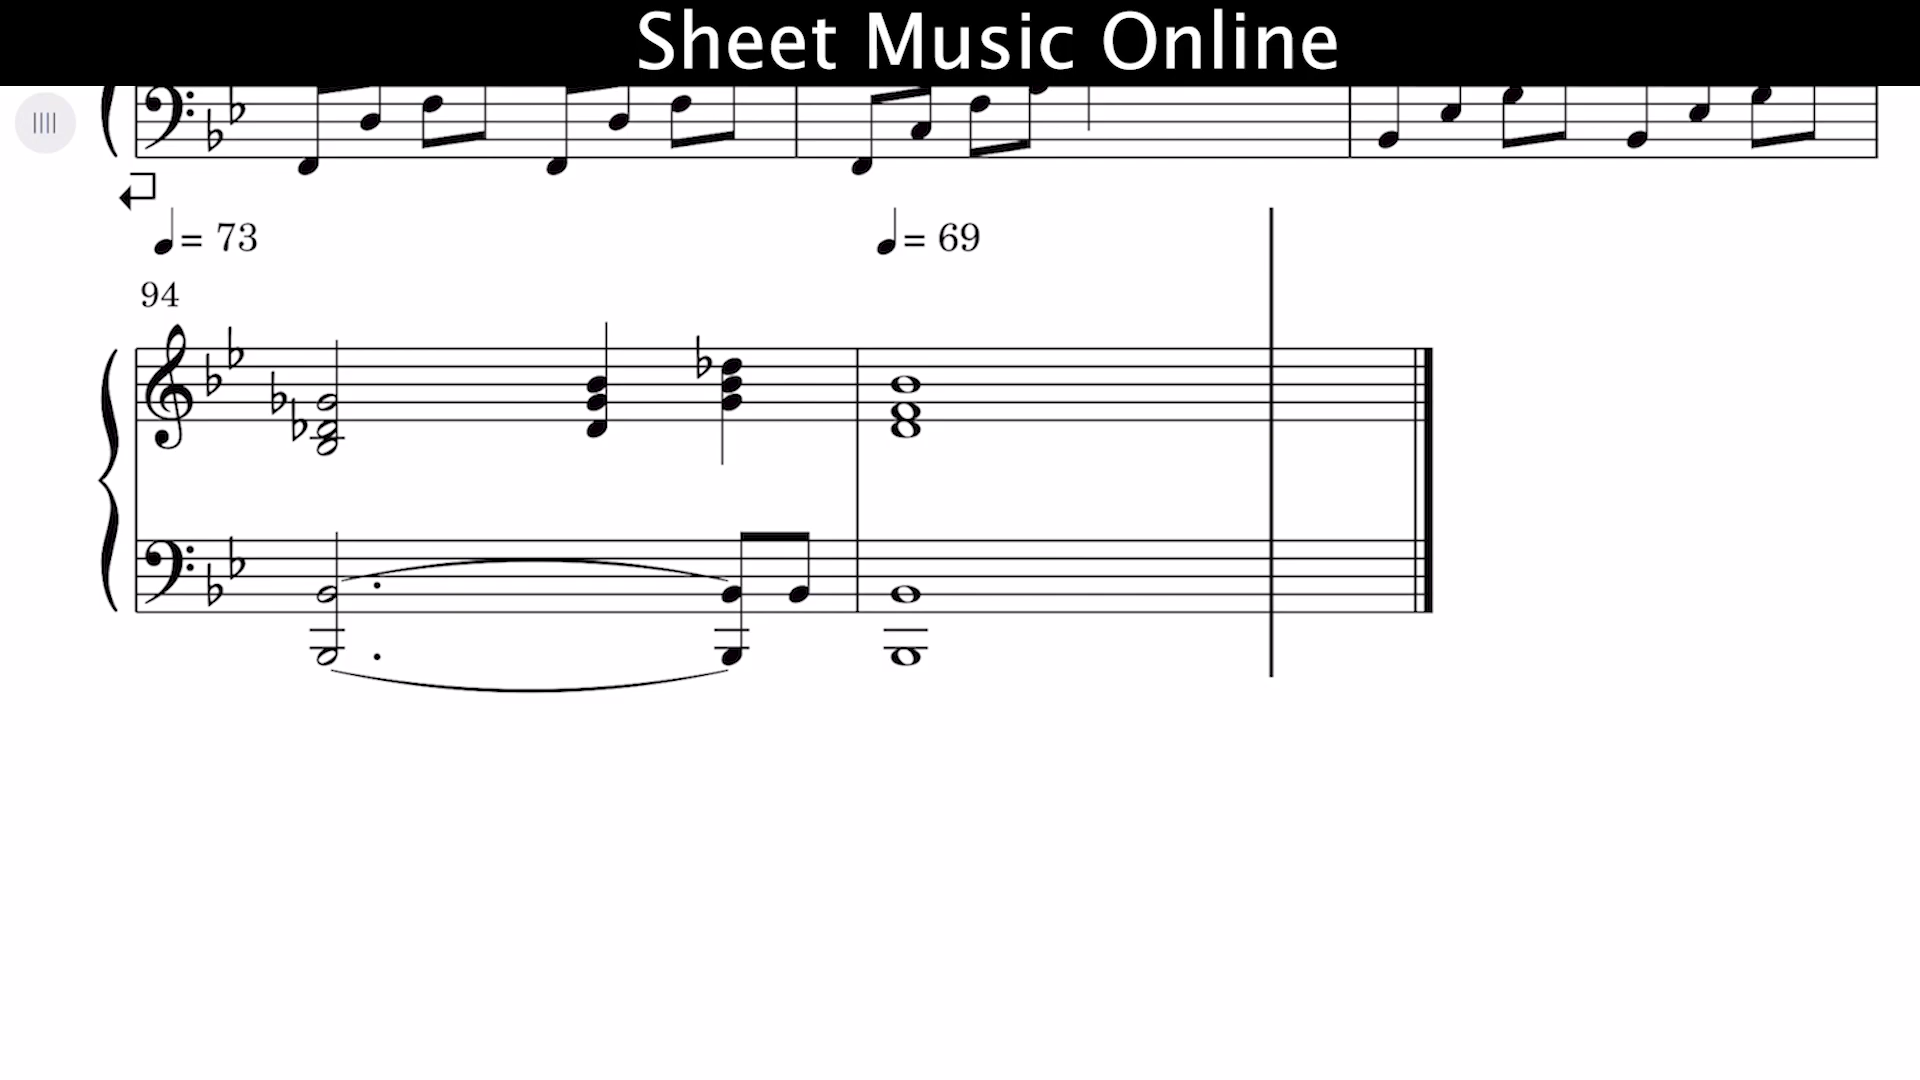 Sheet Music Online
= 73
= 69
94